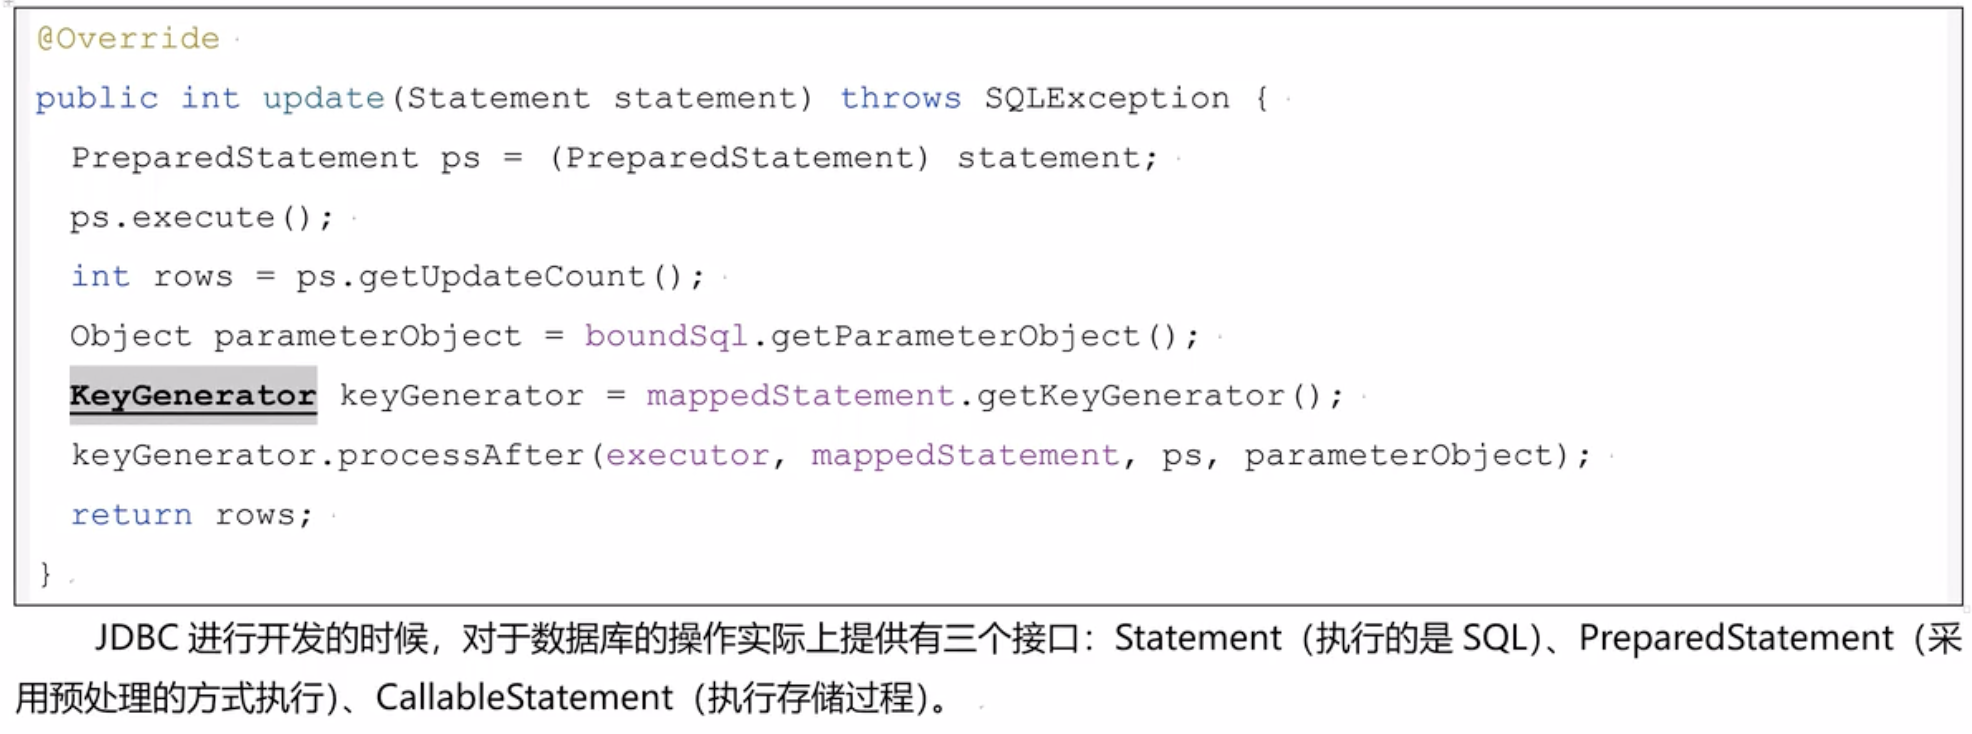 @Override
public int update(Statement statement) throws SQLException {
PreparedStatement ps = (PreparedStatement) statement;
ps.execute();
int rows = ps.getUpdateCount();
Object parameterObject = boundSql.getParameterObject();
KeyGenerator keyGenerator = mappedStatement.getKeyGenerator();
keyGenerator.processAfter(executor, mappedStatement, ps, parameterObject);
return rows;
}
JDBC 进行开发的时候，对于数据库的操作实际上提供有三个接口：Statement（执行的是 SQL）、PreparedStatement（采
用预处理的方式执行）、CallableStatement（执行存储过程）。